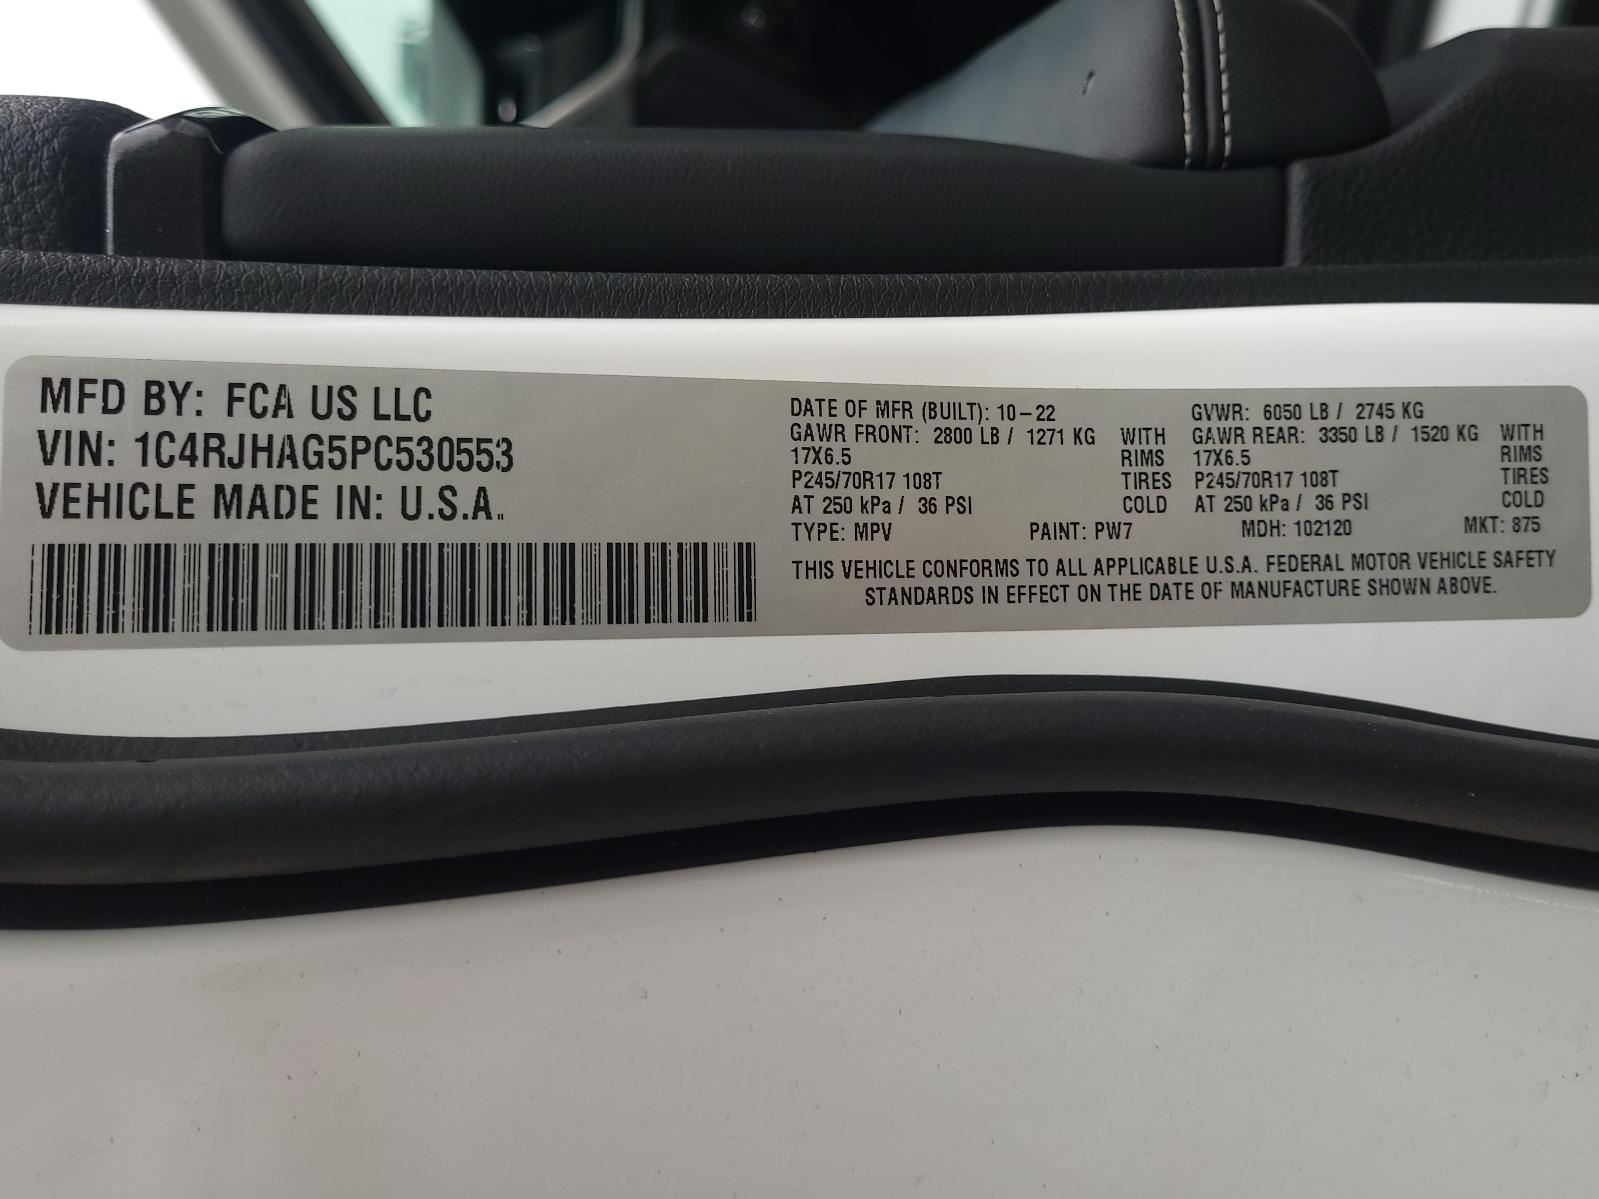 MFD BY: FCA US LLC
VIN: 1C4RJHAG5PC530553
VEHICLE MADE IN: U.S.A.
DATE OF MFR (BUILT): 10-22 GVWR: 6050 LB / 2745 KG
GAWR FRONT: 2800 LB / 1271 KG WITH GAWR REAR: 3350 LB / 1520 KG WITH
17X6.5 RIMS 17X6.5 RIMS
P245/70R17 108T TIRES P245/70R17 108T TIRES
AT 250 kPa / 36 PSI COLD AT 250 kPa / 36 PSI COLD
TYPE: MPV PAINT: PW7 MDH: 102120 MKT: 875
THIS VEHICLE CONFORMS TO ALL APPLICABLE U.S.A. FEDERAL MOTOR VEHICLE SAFETY
STANDARDS IN EFFECT ON THE DATE OF MANUFACTURE SHOWN ABOVE.